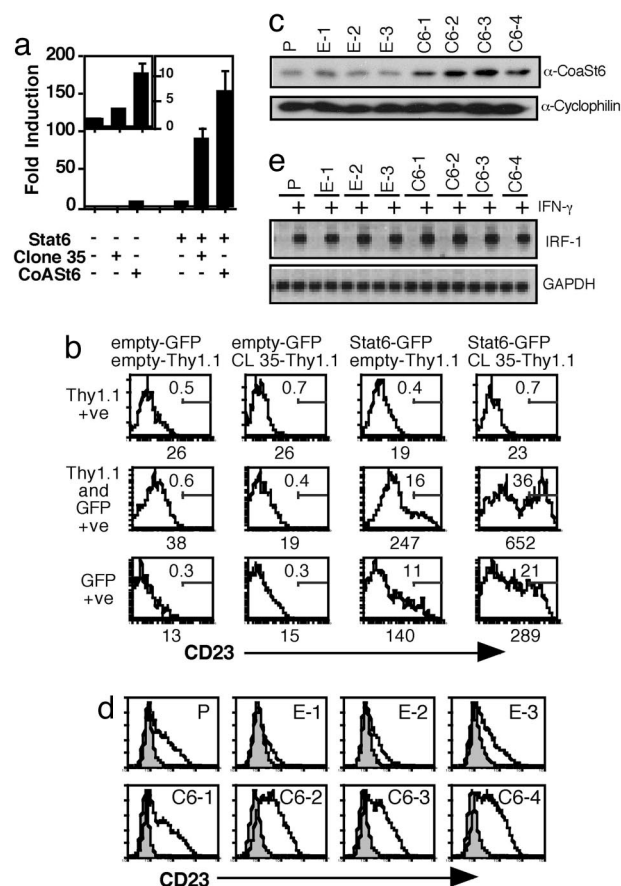 a
200
150
100
50
0
10
5
0
Fold Induction
Stat6 - - - + + +
Clone 35 - + - - + -
CoASt6 - - + - - +
c
P E-1 E-2 E-3 C6-1 C6-2 C6-3 C6-4
α-CoaSt6
α-Cyclophilin
e
P E-1 E-2 E-3 C6-1 C6-2 C6-3 C6-4
+ + + + + + + + IFN-γ
IRF-1
GAPDH
b
empty-GFP empty-GFP Stat6-GFP Stat6-GFP
empty-Thy1.1 CL 35-Thy1.1 empty-Thy1.1 CL 35-Thy1.1
Thy1.1
+ve
0.5 0.7 0.4 0.7
26 26 19 23
Thy1.1
and
GFP
+ve
0.6 0.4 16 36
38 19 247 652
GFP
+ve
0.3 0.3 11 21
13 15 140 289
CD23
d
P E-1 E-2 E-3
C6-1 C6-2 C6-3 C6-4
CD23